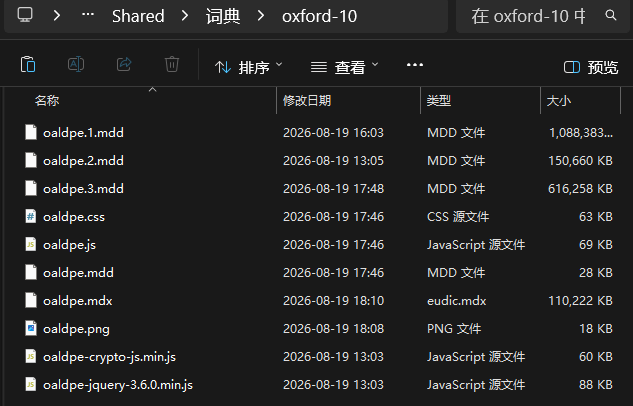 ··· Shared 词典 oxford-10 在 oxford-10 中
排序 查看 ··· 预览
名称 修改日期 类型 大小
oaldpe.1.mdd 2026-08-19 16:03 MDD 文件 1,088,383...
oaldpe.2.mdd 2026-08-19 13:05 MDD 文件 150,660 KB
oaldpe.3.mdd 2026-08-19 17:48 MDD 文件 616,258 KB
oaldpe.css 2026-08-19 17:46 CSS 源文件 63 KB
oaldpe.js 2026-08-19 17:46 JavaScript 源文件 69 KB
oaldpe.mdd 2026-08-19 17:46 MDD 文件 28 KB
oaldpe.mdx 2026-08-19 18:10 eudic.mdx 110,222 KB
oaldpe.png 2026-08-19 18:08 PNG 文件 18 KB
oaldpe-crypto-js.min.js 2026-08-19 13:03 JavaScript 源文件 60 KB
oaldpe-jquery-3.6.0.min.js 2026-08-19 13:03 JavaScript 源文件 88 KB